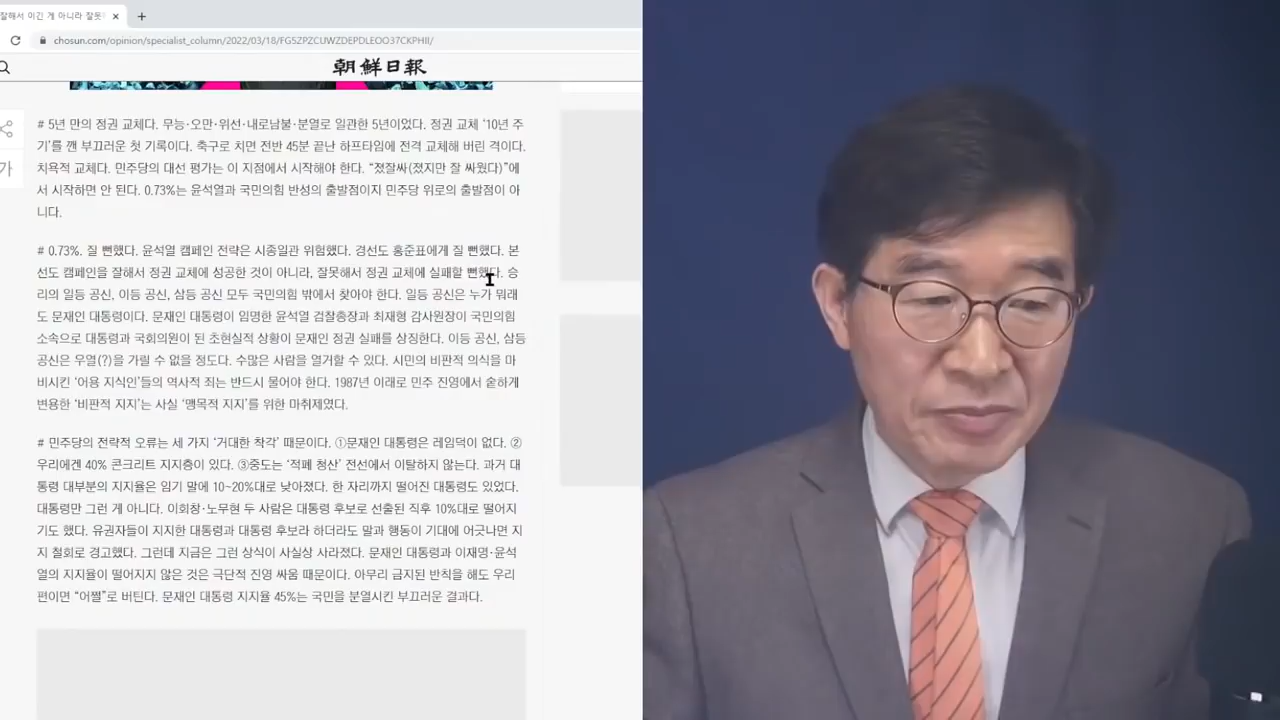 잘해서 이긴 게 아니라 잘못
chosun.com/opinion/specialist_column/2022/03/18/FG5ZPZCUWZDEPDLEOO37CKPHII/
朝鮮日報
가
# 5년 만의 정권 교체다. 무능·오만·위선·내로남불·분열로 일관한 5년이었다. 정권 교체 ‘10년 주
기’를 깬 부끄러운 첫 기록이다. 축구로 치면 전반 45분 끝난 하프타임에 전격 교체해 버린 격이다.
치욕적 교체다. 민주당의 대선 평가는 이 지점에서 시작해야 한다. “졌잘싸(졌지만 잘 싸웠다)”에
서 시작하면 안 된다. 0.73%는 윤석열과 국민의힘 반성의 출발점이지 민주당 위로의 출발점이 아
니다.
# 0.73%. 질 뻔했다. 윤석열 캠페인 전략은 시종일관 위험했다. 경선도 홍준표에게 질 뻔했다. 본
선도 캠페인을 잘해서 정권 교체에 성공한 것이 아니라, 잘못해서 정권 교체에 실패할 뻔했다. 승
리의 일등 공신, 이등 공신, 삼등 공신 모두 국민의힘 밖에서 찾아야 한다. 일등 공신은 누가 뭐래
도 문재인 대통령이다. 문재인 대통령이 임명한 윤석열 검찰총장과 최재형 감사원장이 국민의힘
소속으로 대통령과 국회의원이 된 초현실적 상황이 문재인 정권 실패를 상징한다. 이등 공신, 삼등
공신은 우열(?)을 가릴 수 없을 정도다. 수많은 사람을 열거할 수 있다. 시민의 비판적 의식을 마
비시킨 ‘어용 지식인’들의 역사적 죄는 반드시 물어야 한다. 1987년 이래로 민주 진영에서 숱하게
변용한 ‘비판적 지지’는 사실 ‘맹목적 지지’를 위한 마취제였다.
# 민주당의 전략적 오류는 세 가지 ‘거대한 착각’ 때문이다. ①문재인 대통령은 레임덕이 없다. ②
우리에겐 40% 콘크리트 지지층이 있다. ③중도는 ‘적폐 청산’ 전선에서 이탈하지 않는다. 과거 대
통령 대부분의 지지율은 임기 말에 10~20%대로 낮아졌다. 한 자리까지 떨어진 대통령도 있었다.
대통령만 그런 게 아니다. 이회창·노무현 두 사람은 대통령 후보로 선출된 직후 10%대로 떨어지
기도 했다. 유권자들이 지지한 대통령과 대통령 후보라 하더라도 말과 행동이 기대에 어긋나면 지
지 철회로 경고했다. 그런데 지금은 그런 상식이 사실상 사라졌다. 문재인 대통령과 이재명·윤석
열의 지지율이 떨어지지 않은 것은 극단적 진영 싸움 때문이다. 아무리 금지된 반칙을 해도 우리
편이면 “어쩔”로 버틴다. 문재인 대통령 지지율 45%는 국민을 분열시킨 부끄러운 결과다.